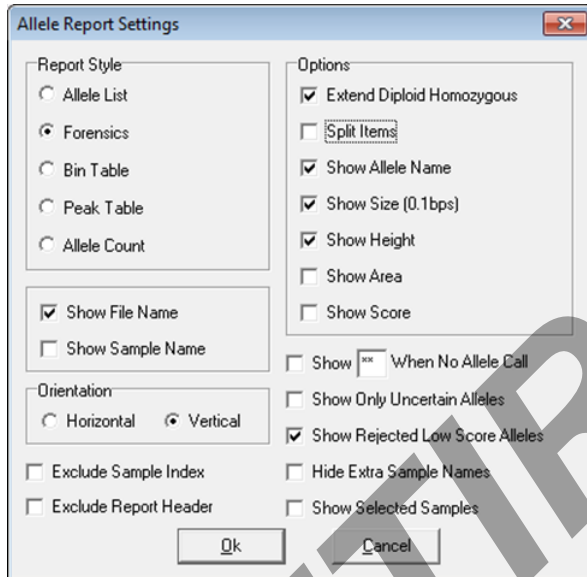 Allele Report Settings
Report Style
Allele List
Forensics
Bin Table
Peak Table
Allele Count
Show File Name
Show Sample Name
Orientation
Horizontal
Vertical
Exclude Sample Index
Exclude Report Header
Options
Extend Diploid Homozygous
Split Items
Show Allele Name
Show Size (0.1bps)
Show Height
Show Area
Show Score
Show ** When No Allele Call
Show Only Uncertain Alleles
Show Rejected Low Score Alleles
Hide Extra Sample Names
Show Selected Samples
Ok
Cancel